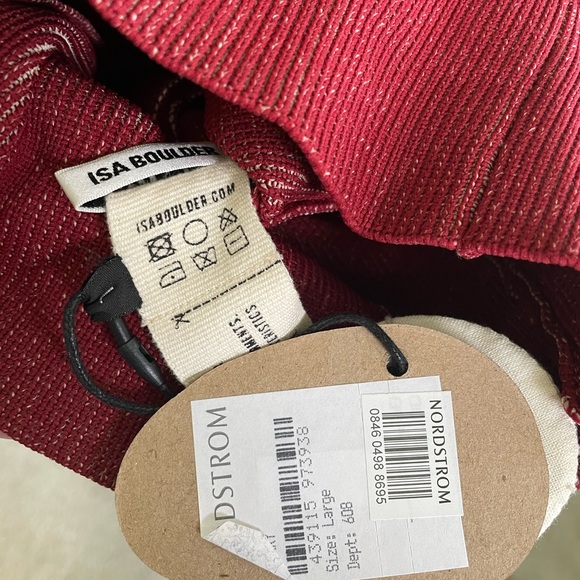 ISA BOULDER
ISABOULDER.COM
NORDSTROM
0846 0498 8695
DSTROM
439115 973938
Size: Large
Dept: 608